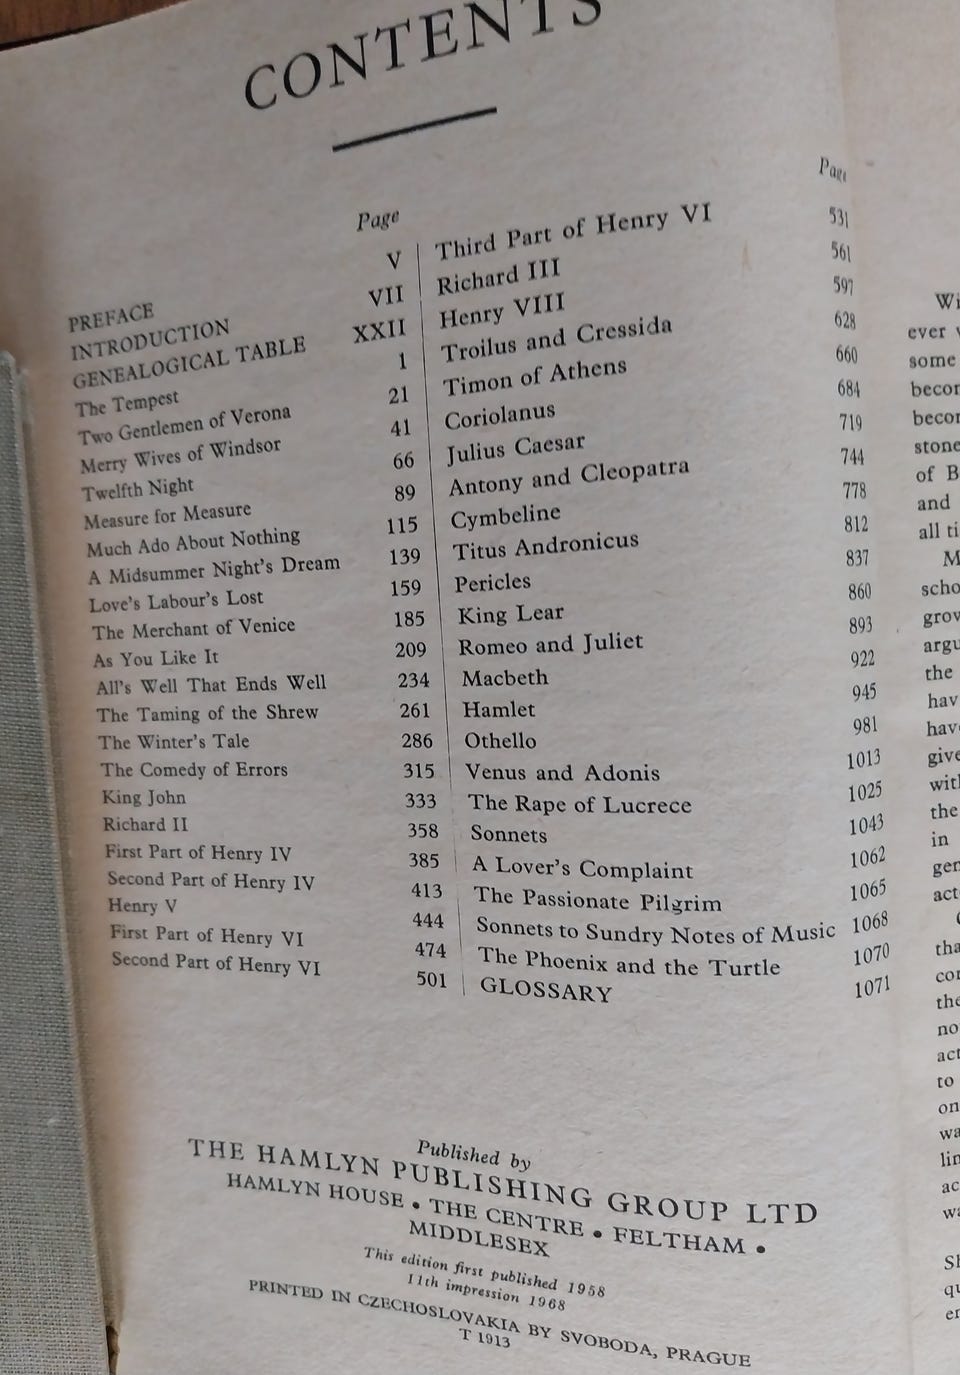 CONTENTS
Page
PREFACE V
INTRODUCTION VII
GENEALOGICAL TABLE XXII
The Tempest 1
Two Gentlemen of Verona 21
Merry Wives of Windsor 41
Twelfth Night 66
Measure for Measure 89
Much Ado About Nothing 115
A Midsummer Night's Dream 139
Love's Labour's Lost 159
The Merchant of Venice 185
As You Like It 209
All's Well That Ends Well 234
The Taming of the Shrew 261
The Winter's Tale 286
The Comedy of Errors 315
King John 333
Richard II 358
First Part of Henry IV 385
Second Part of Henry IV 413
Henry V 444
First Part of Henry VI 474
Second Part of Henry VI 501
Page
Third Part of Henry VI 531
Richard III 561
Henry VIII 597
Troilus and Cressida 628
Timon of Athens 660
Coriolanus 684
Julius Caesar 719
Antony and Cleopatra 744
Cymbeline 778
Titus Andronicus 812
Pericles 837
King Lear 860
Romeo and Juliet 893
Macbeth 922
Hamlet 945
Othello 981
Venus and Adonis 1013
The Rape of Lucrece 1025
Sonnets 1043
A Lover's Complaint 1062
The Passionate Pilgrim 1065
Sonnets to Sundry Notes of Music 1068
The Phoenix and the Turtle 1070
GLOSSARY 1071
Published by
THE HAMLYN PUBLISHING GROUP LTD
HAMLYN HOUSE • THE CENTRE • FELTHAM •
MIDDLESEX
This edition first published 1958
11th impression 1968
PRINTED IN CZECHOSLOVAKIA BY SVOBODA, PRAGUE
T 1913
ever
some
of
and
all
the
the
in
to